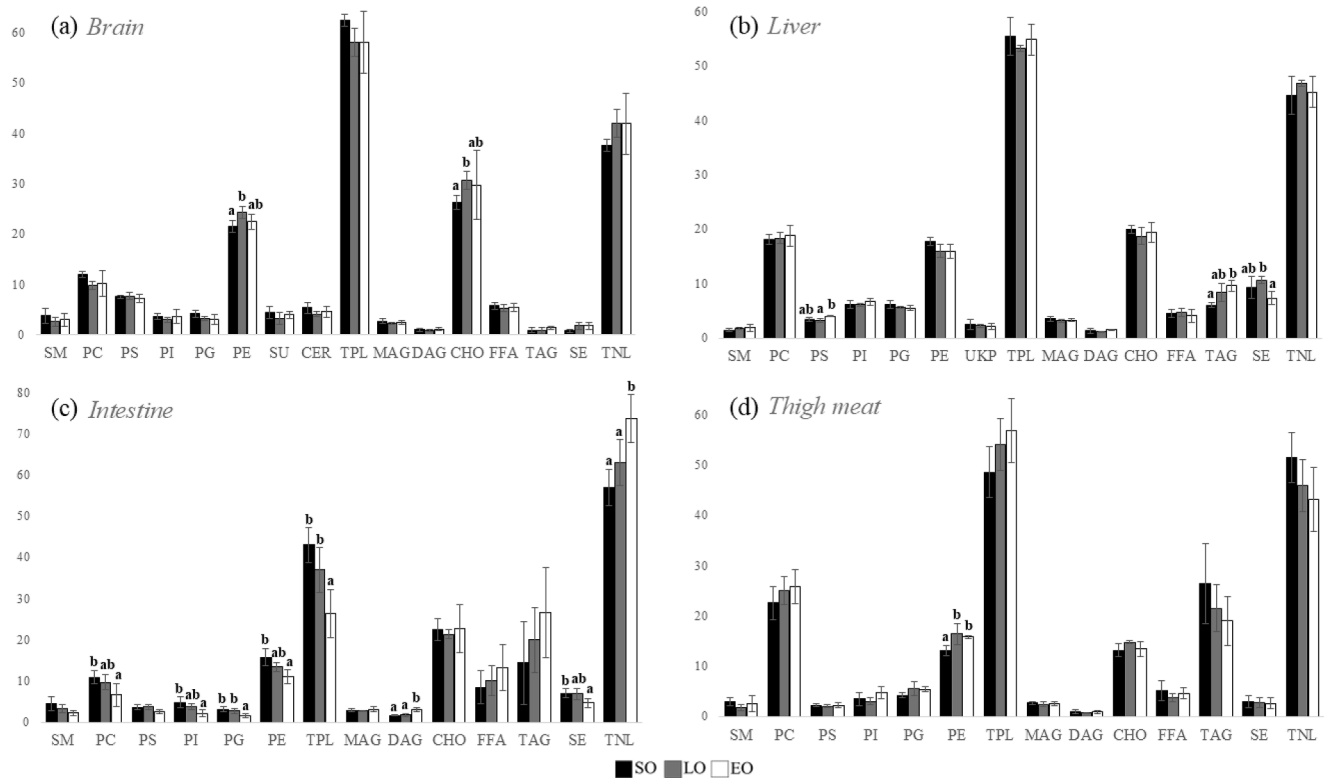 (a) Brain
60
50
40
30
20
10
0
a b ab
a b ab
SM PC PS PI PG PE SU CER TPL MAG DAG CHO FFA TAG SE TNL
(b) Liver
60
50
40
30
20
10
0
ab a b
a ab b
ab b a
SM PC PS PI PG PE UKP TPL MAG DAG CHO FFA TAG SE TNL
(c) Intestine
80
70
60
50
40
30
20
10
0
b ab a
b ab a
b b a
b ab a
b b a
a a b
b b a
a a b
SM PC PS PI PG PE TPL MAG DAG CHO FFA TAG SE TNL
(d) Thigh meat
60
50
40
30
20
10
0
a b b
SM PC PS PI PG PE TPL MAG DAG CHO FFA TAG SE TNL
SO LO EO